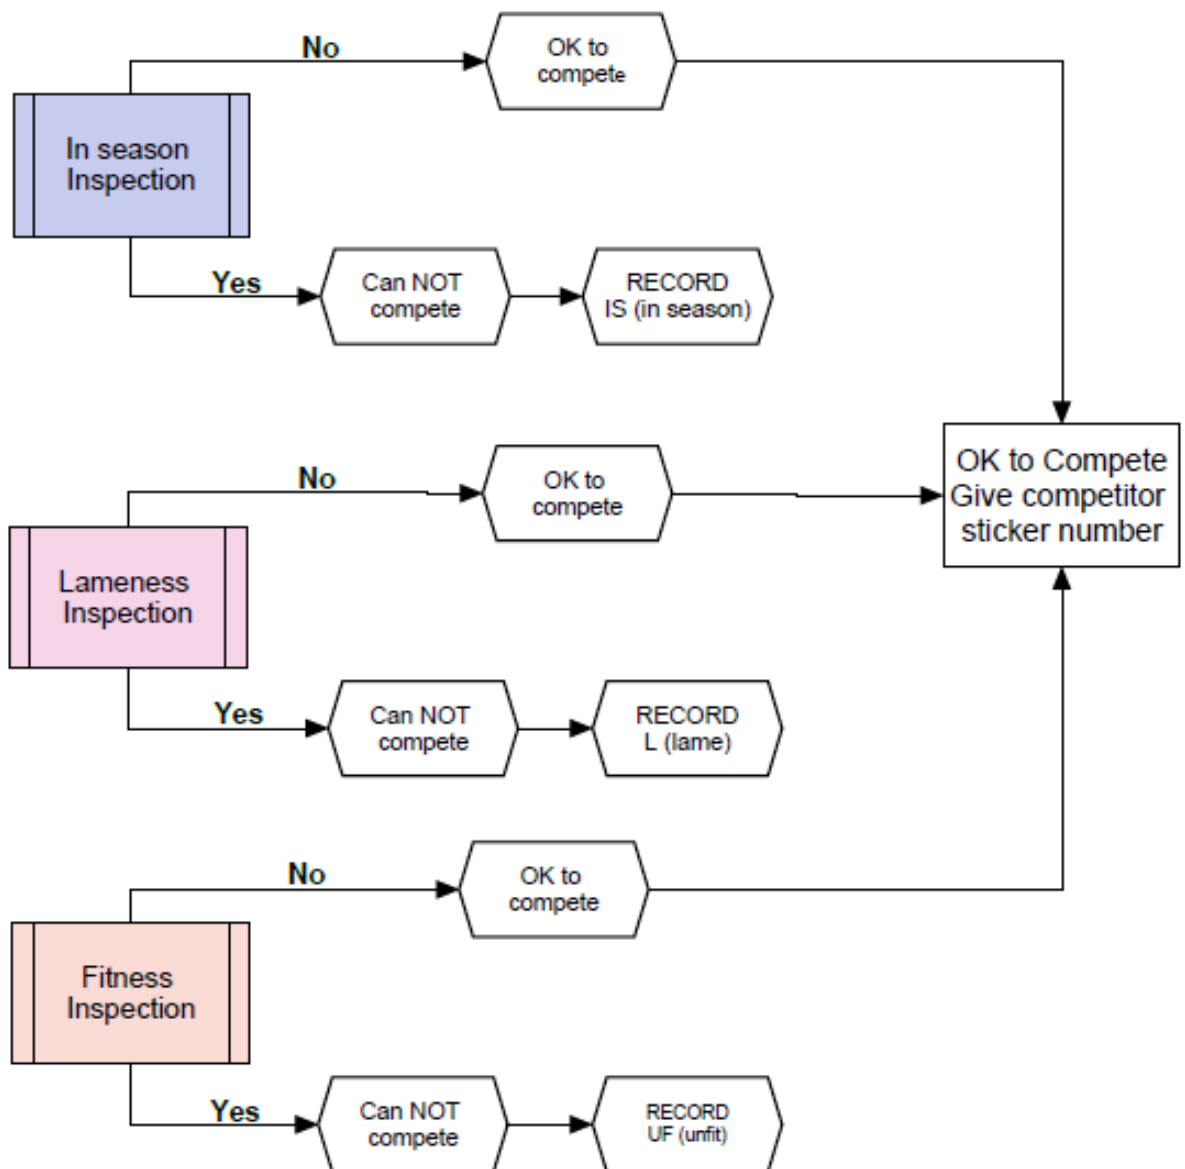 No
OK to
compete
In season
Inspection
Yes
Can NOT
compete
RECORD
IS (in season)
No
OK to
compete
OK to Compete
Give competitor
sticker number
Lameness
Inspection
Yes
Can NOT
compete
RECORD
L (lame)
No
OK to
compete
Fitness
Inspection
Yes
Can NOT
compete
RECORD
UF (unfit)